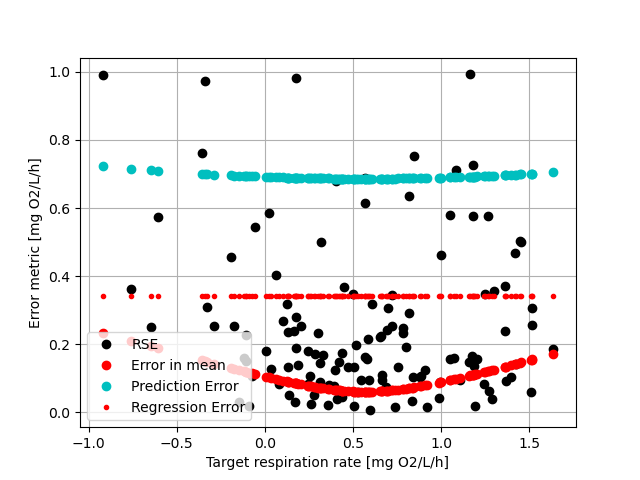 1.0
0.8
0.6
0.4
0.2
0.0
Error metric [mg O2/L/h]
RSE
Error in mean
Prediction Error
Regression Error
−1.0 −0.5 0.0 0.5 1.0 1.5
Target respiration rate [mg O2/L/h]